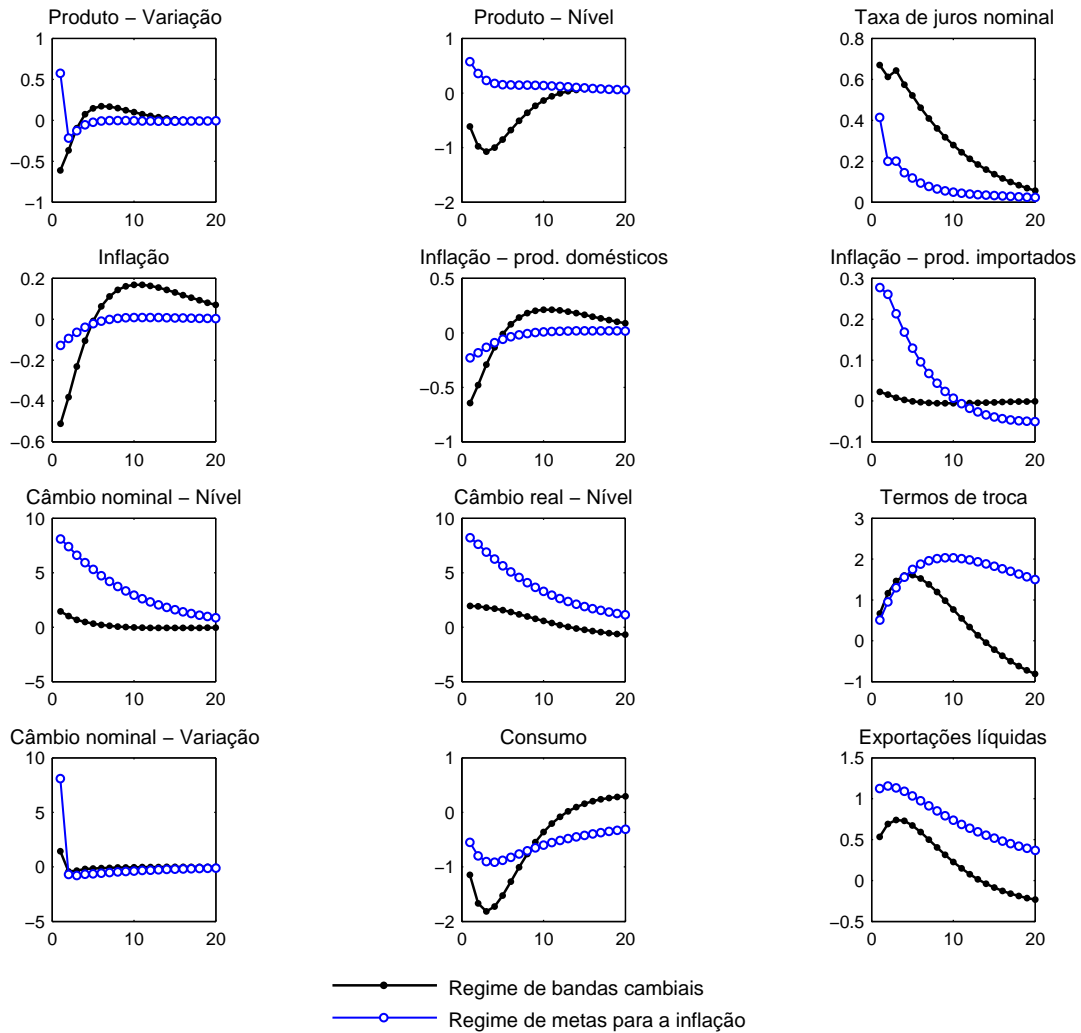 Produto − Variação
1
0.5
0
−0.5
−1
0 10 20
Produto − Nível
1
0
−1
−2
0 10 20
Taxa de juros nominal
0.8
0.6
0.4
0.2
0
0 10 20
Inflação
0.2
0
−0.2
−0.4
−0.6
0 10 20
Inflação − prod. domésticos
0.5
0
−0.5
−1
0 10 20
Inflação − prod. importados
0.3
0.2
0.1
0
−0.1
0 10 20
Câmbio nominal − Nível
10
5
0
−5
0 10 20
Câmbio real − Nível
10
5
0
−5
0 10 20
Termos de troca
3
2
1
0
−1
0 10 20
Câmbio nominal − Variação
10
5
0
−5
0 10 20
Consumo
1
0
−1
−2
0 10 20
Exportações líquidas
1.5
1
0.5
0
−0.5
0 10 20
Regime de bandas cambiais
Regime de metas para a inflação